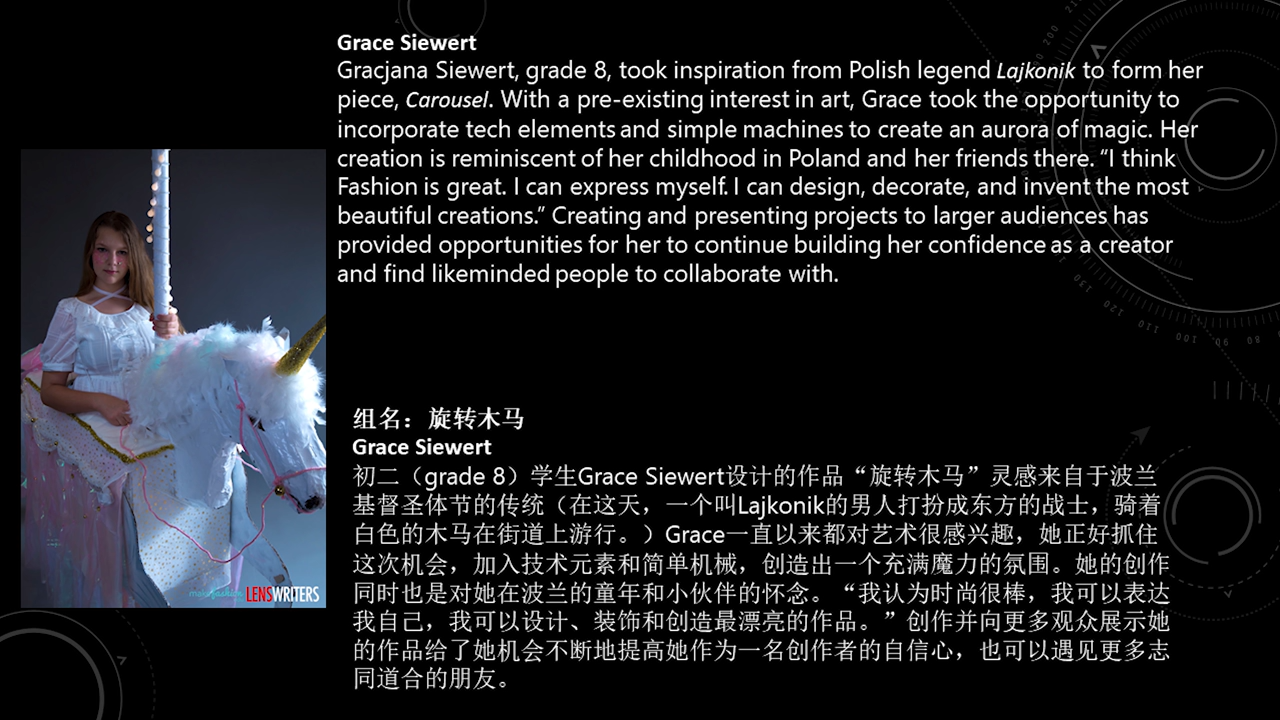 Grace Siewert
Gracjana Siewert, grade 8, took inspiration from Polish legend Lajkonik to form her
piece, Carousel. With a pre-existing interest in art, Grace took the opportunity to
incorporate tech elements and simple machines to create an aurora of magic. Her
creation is reminiscent of her childhood in Poland and her friends there. “I think
Fashion is great. I can express myself. I can design, decorate, and invent the most
beautiful creations.” Creating and presenting projects to larger audiences has
provided opportunities for her to continue building her confidence as a creator
and find likeminded people to collaborate with.
组名：旋转木马
Grace Siewert
初二（grade 8）学生Grace Siewert设计的作品“旋转木马”灵感来自于波兰
基督圣体节的传统（在这天，一个叫Lajkonik的男人打扮成东方的战士，骑着
白色的木马在街道上游行。）Grace一直以来都对艺术很感兴趣，她正好抓住
这次机会，加入技术元素和简单机械，创造出一个充满魔力的氛围。她的创作
同时也是对她在波兰的童年和小伙伴的怀念。“我认为时尚很棒，我可以表达
我自己，我可以设计、装饰和创造最漂亮的作品。”创作并向更多观众展示她
的作品给了她机会不断地提高她作为一名创作者的自信心，也可以遇见更多志
同道合的朋友。
LENSWRITERS
200
120 110 100 90 80